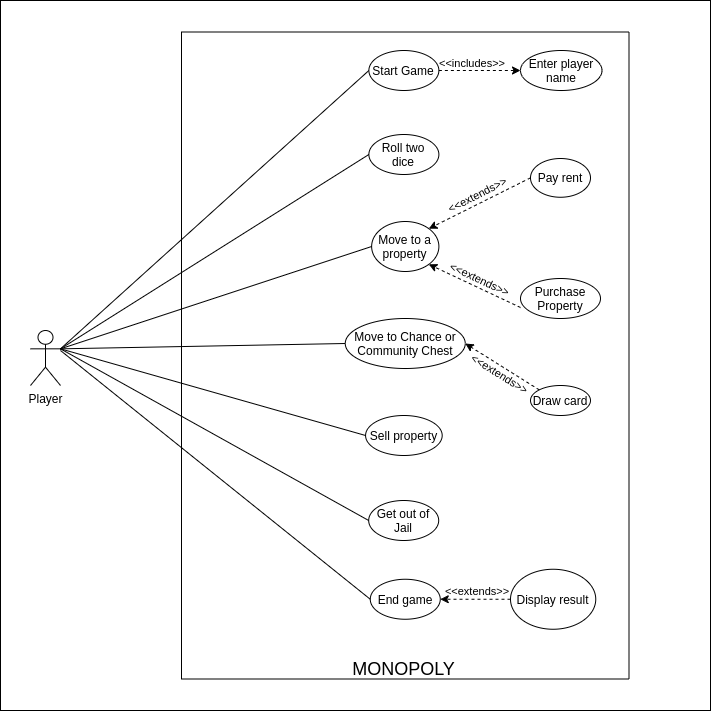 Start Game
<<includes>>
Enter player
name
Roll two
dice
<<extends>>
Pay rent
Move to a
property
<<extends>>
Purchase
Property
Move to Chance or
Community Chest
<<extends>>
Draw card
Player
Sell property
Get out of
Jail
End game
<<extends>>
Display result
MONOPOLY